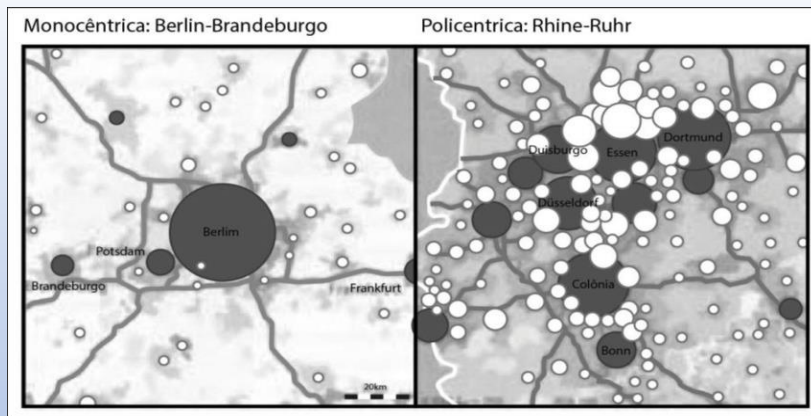 Monocêntrica: Berlin-Brandeburgo
Policentrica: Rhine-Ruhr
Duisburgo
Essen
Dortmund
Düsseldorf
Berlim
Potsdam
Brandeburgo
Frankfurt
Colônia
Bonn
20km